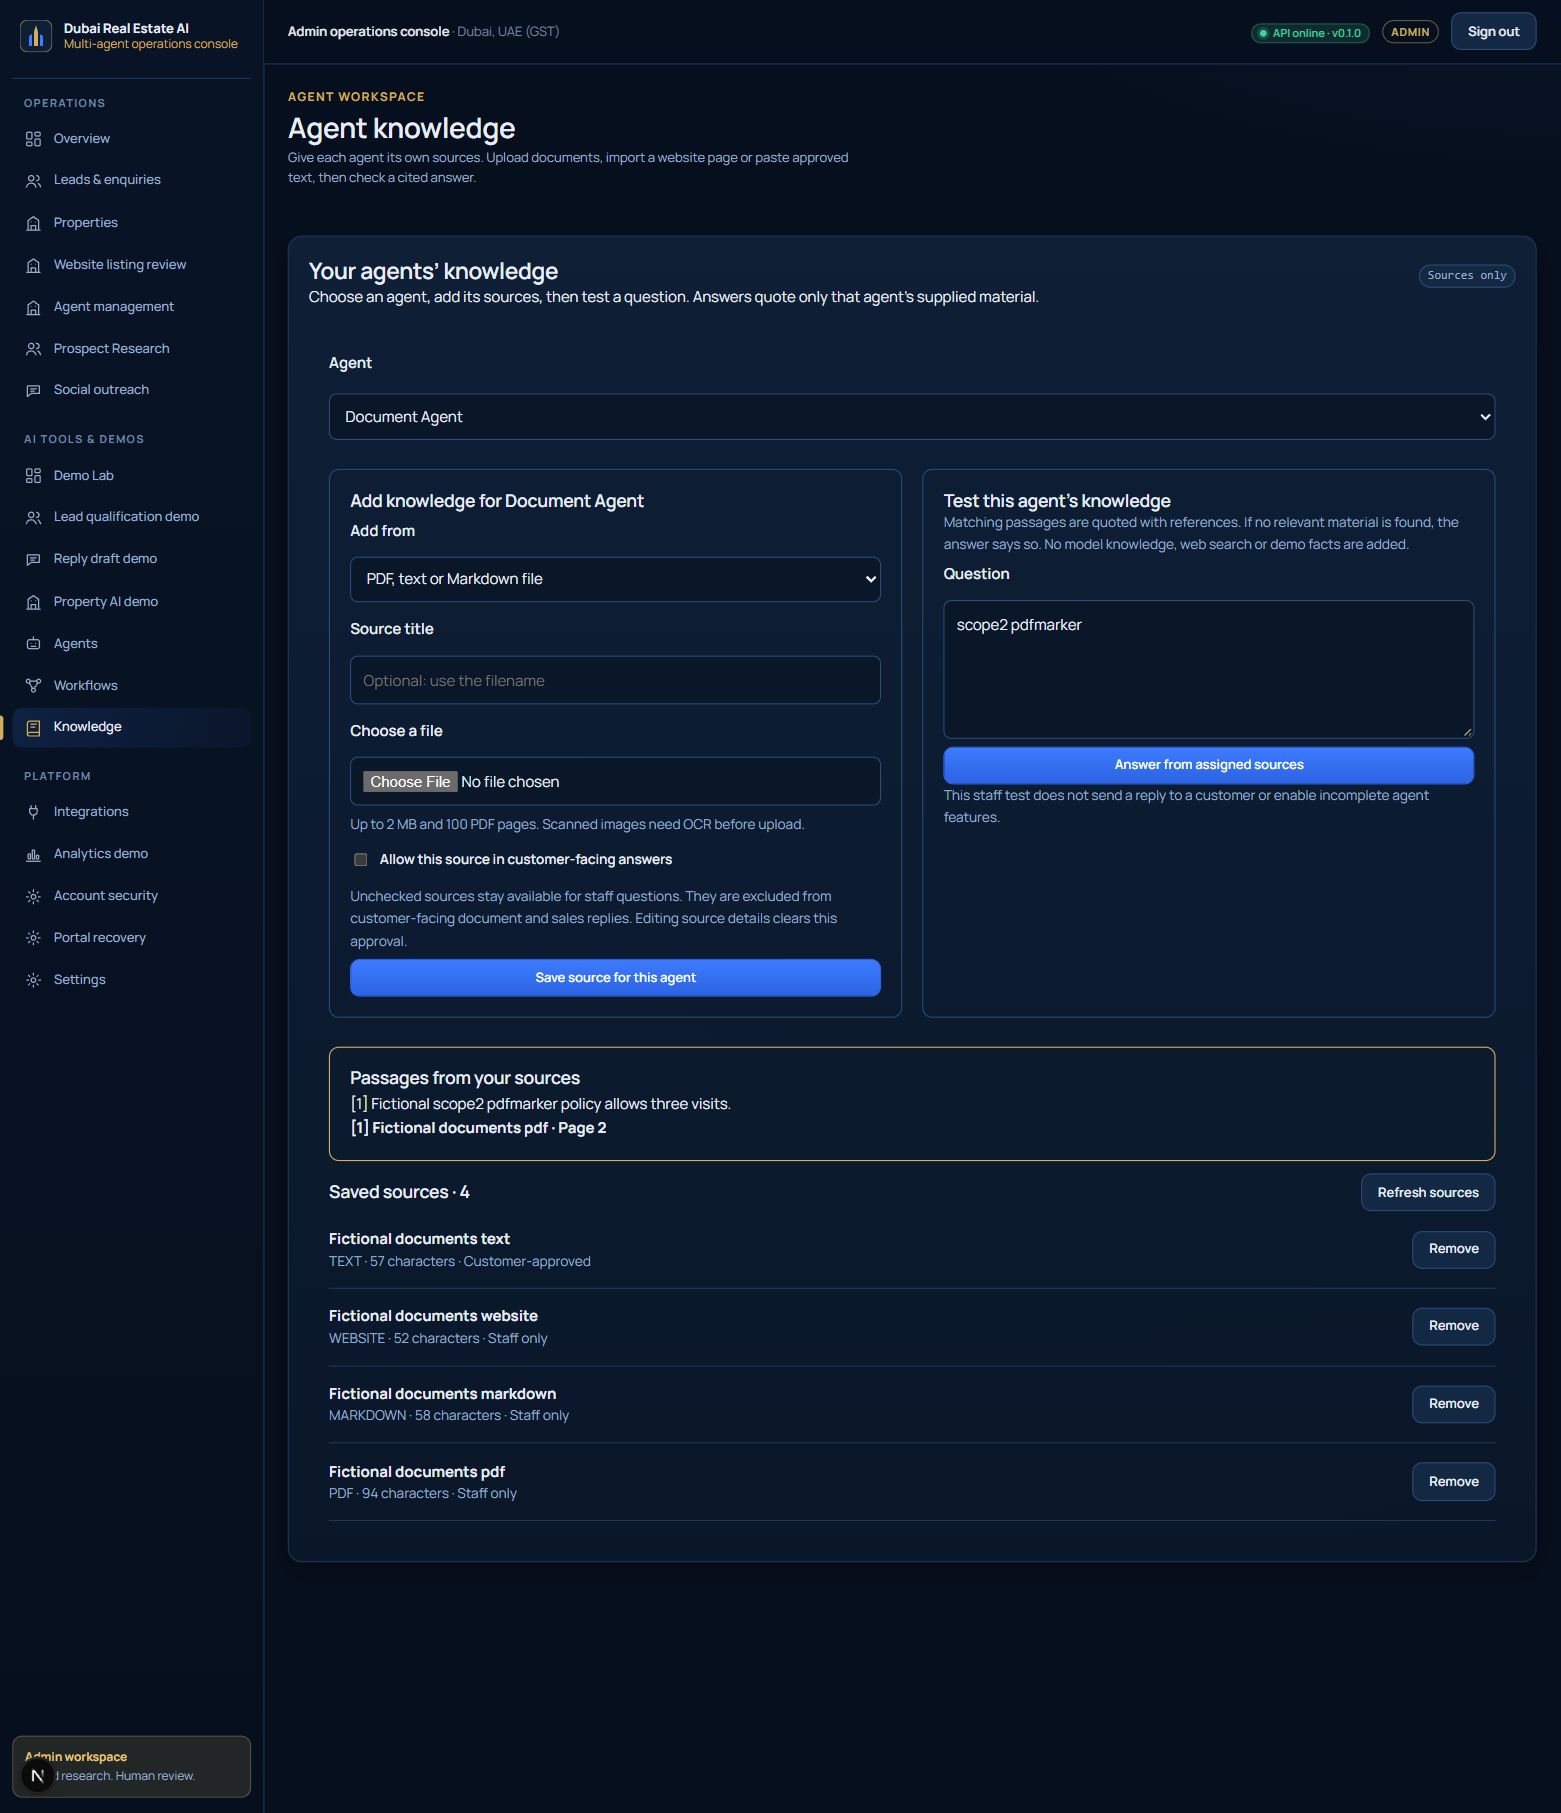 Dubai Real Estate AI
Multi-agent operations console
OPERATIONS
Overview
Leads & enquiries
Properties
Website listing review
Agent management
Prospect Research
Social outreach
AI TOOLS & DEMOS
Demo Lab
Lead qualification demo
Reply draft demo
Property AI demo
Agents
Workflows
Knowledge
PLATFORM
Integrations
Analytics demo
Account security
Portal recovery
Settings
Admin workspace
research. Human review.
N
Admin operations console · Dubai, UAE (GST)
API online · v0.1.0
ADMIN
Sign out
AGENT WORKSPACE
Agent knowledge
Give each agent its own sources. Upload documents, import a website page or paste approved
text, then check a cited answer.
Your agents’ knowledge
Choose an agent, add its sources, then test a question. Answers quote only that agent’s supplied material.
Sources only
Agent
Document Agent
Add knowledge for Document Agent
Add from
PDF, text or Markdown file
Source title
Optional: use the filename
Choose a file
Choose File No file chosen
Up to 2 MB and 100 PDF pages. Scanned images need OCR before upload.
Allow this source in customer-facing answers
Unchecked sources stay available for staff questions. They are excluded from
customer-facing document and sales replies. Editing source details clears this
approval.
Save source for this agent
Test this agent’s knowledge
Matching passages are quoted with references. If no relevant material is found, the
answer says so. No model knowledge, web search or demo facts are added.
Question
scope2 pdfmarker
Answer from assigned sources
This staff test does not send a reply to a customer or enable incomplete agent
features.
Passages from your sources
[1] Fictional scope2 pdfmarker policy allows three visits.
[1] Fictional documents pdf · Page 2
Saved sources · 4
Refresh sources
Fictional documents text
TEXT · 57 characters · Customer-approved
Remove
Fictional documents website
WEBSITE · 52 characters · Staff only
Remove
Fictional documents markdown
MARKDOWN · 58 characters · Staff only
Remove
Fictional documents pdf
PDF · 94 characters · Staff only
Remove